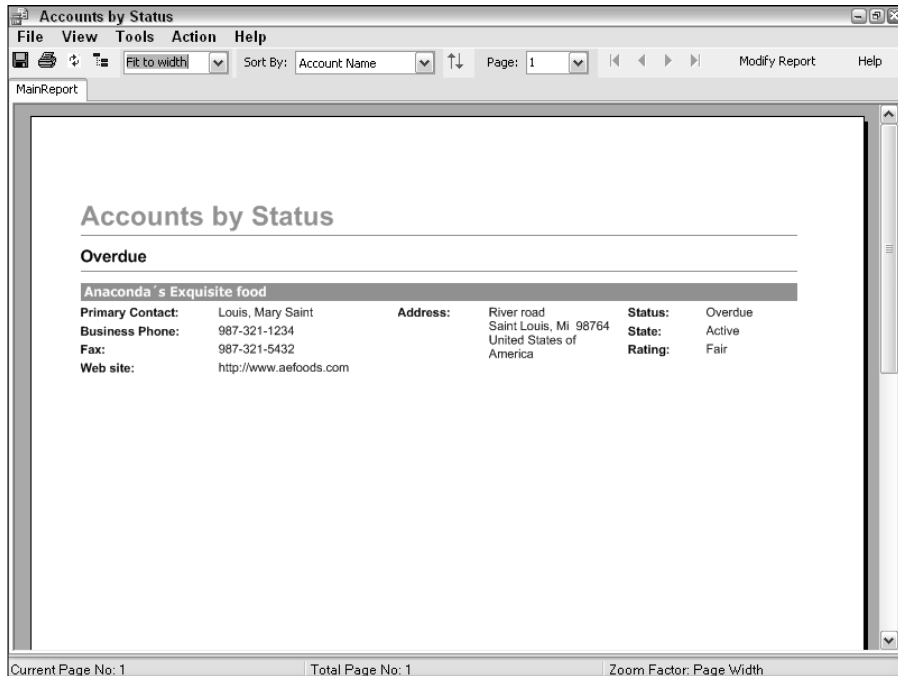 Accounts by Status
File View Tools Action Help
Fit to width Sort By: Account Name Page: 1 Modify Report Help
MainReport
Accounts by Status
Overdue
Anaconda´s Exquisite food
Primary Contact: Louis, Mary Saint Address: River road Status: Overdue
Business Phone: 987-321-1234 Saint Louis, Mi 98764 State: Active
Fax: 987-321-5432 United States of Rating: Fair
America
Web site: http://www.aefoods.com
Current Page No: 1 Total Page No: 1 Zoom Factor: Page Width